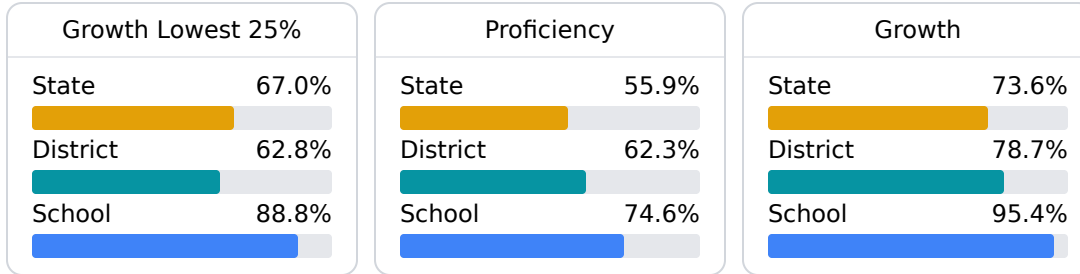 Growth Lowest 25%
State 67.0%
District 62.8%
School 88.8%
Proficiency
State 55.9%
District 62.3%
School 74.6%
Growth
State 73.6%
District 78.7%
School 95.4%